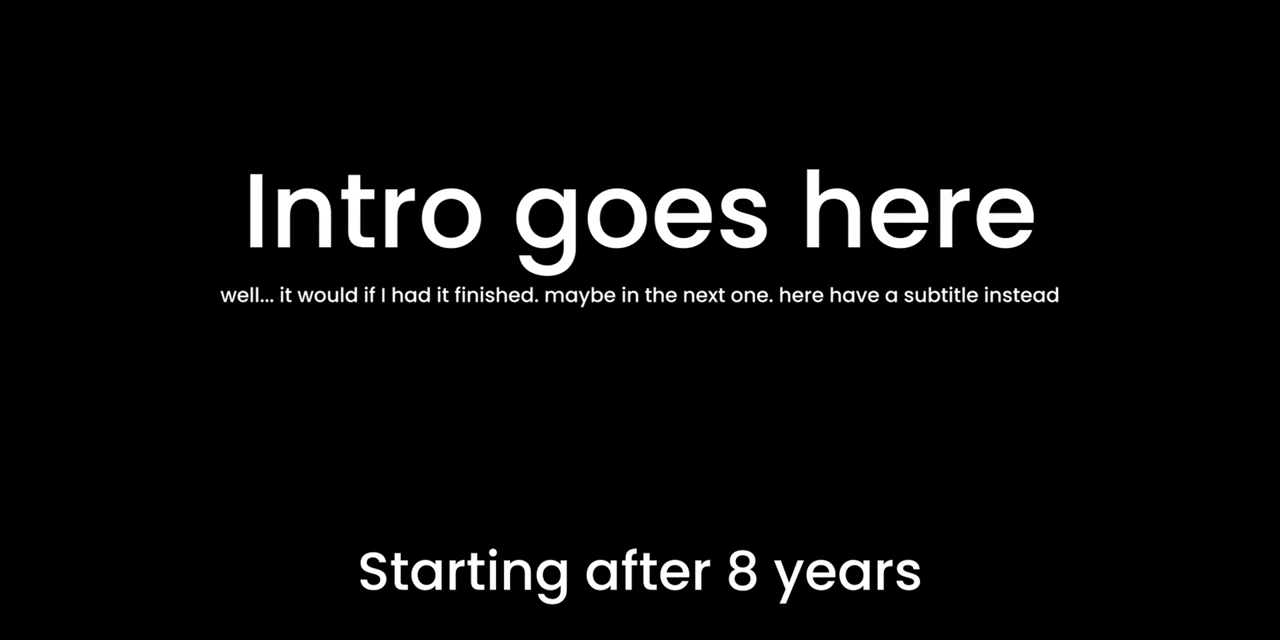 Intro goes here
well... it would if I had it finished. maybe in the next one. here have a subtitle instead
Starting after 8 years